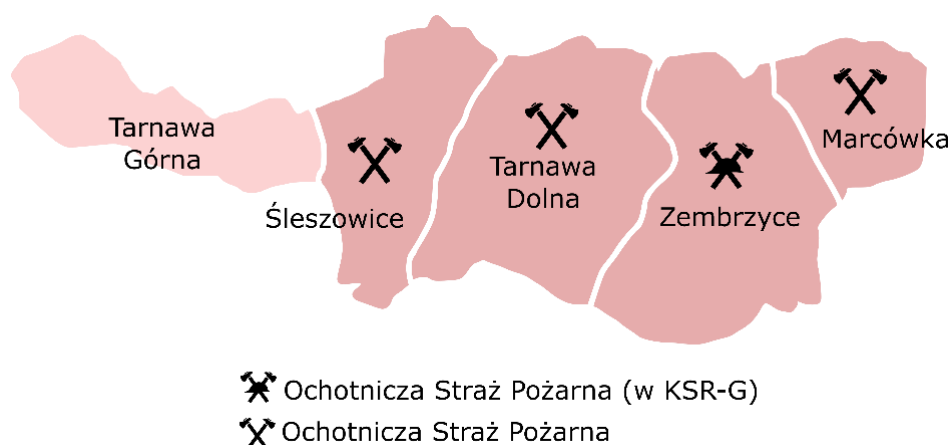 Tarnawa
Górna
Śleszowice
Tarnawa
Dolna
Zembrzyce
Marcówka
Ochotnicza Straż Pożarna (w KSR-G)
Ochotnicza Straż Pożarna